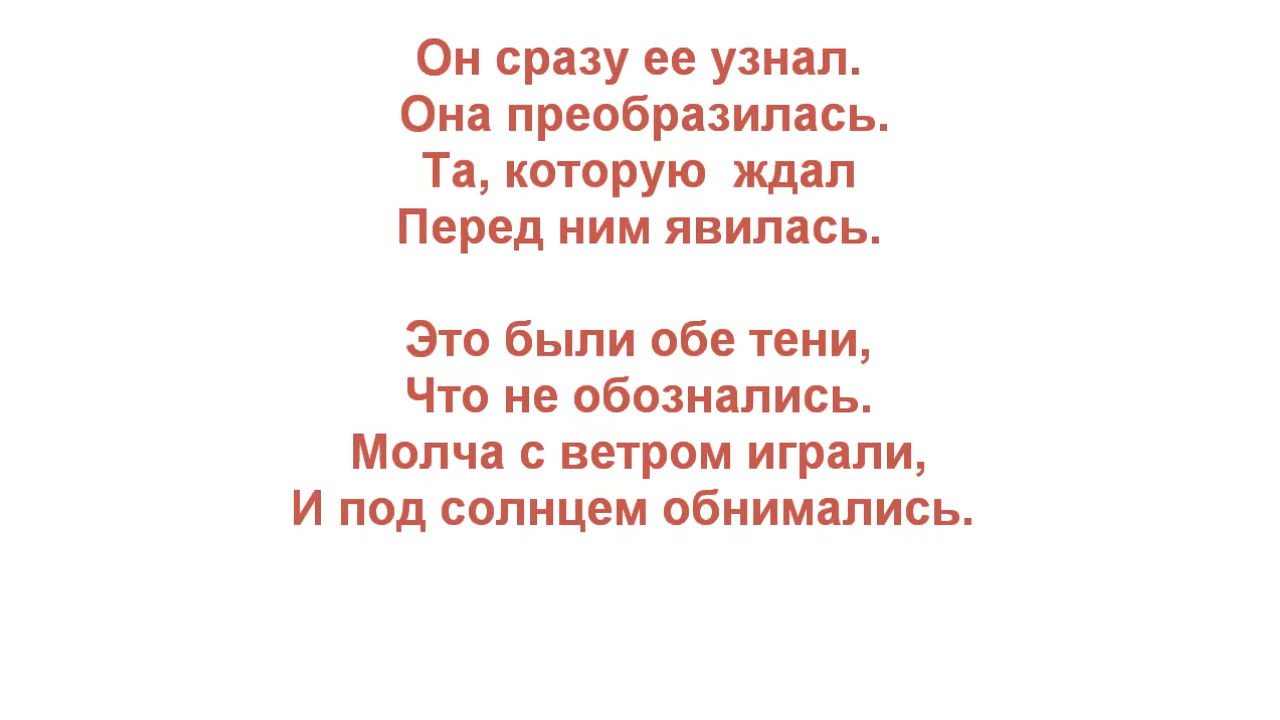 Он сразу ее узнал.
Она преобразилась.
Та, которую  ждал
Перед ним явилась.

Это были обе тени,
Что не обознались.
Молча с ветром играли,
И под солнцем обнимались.